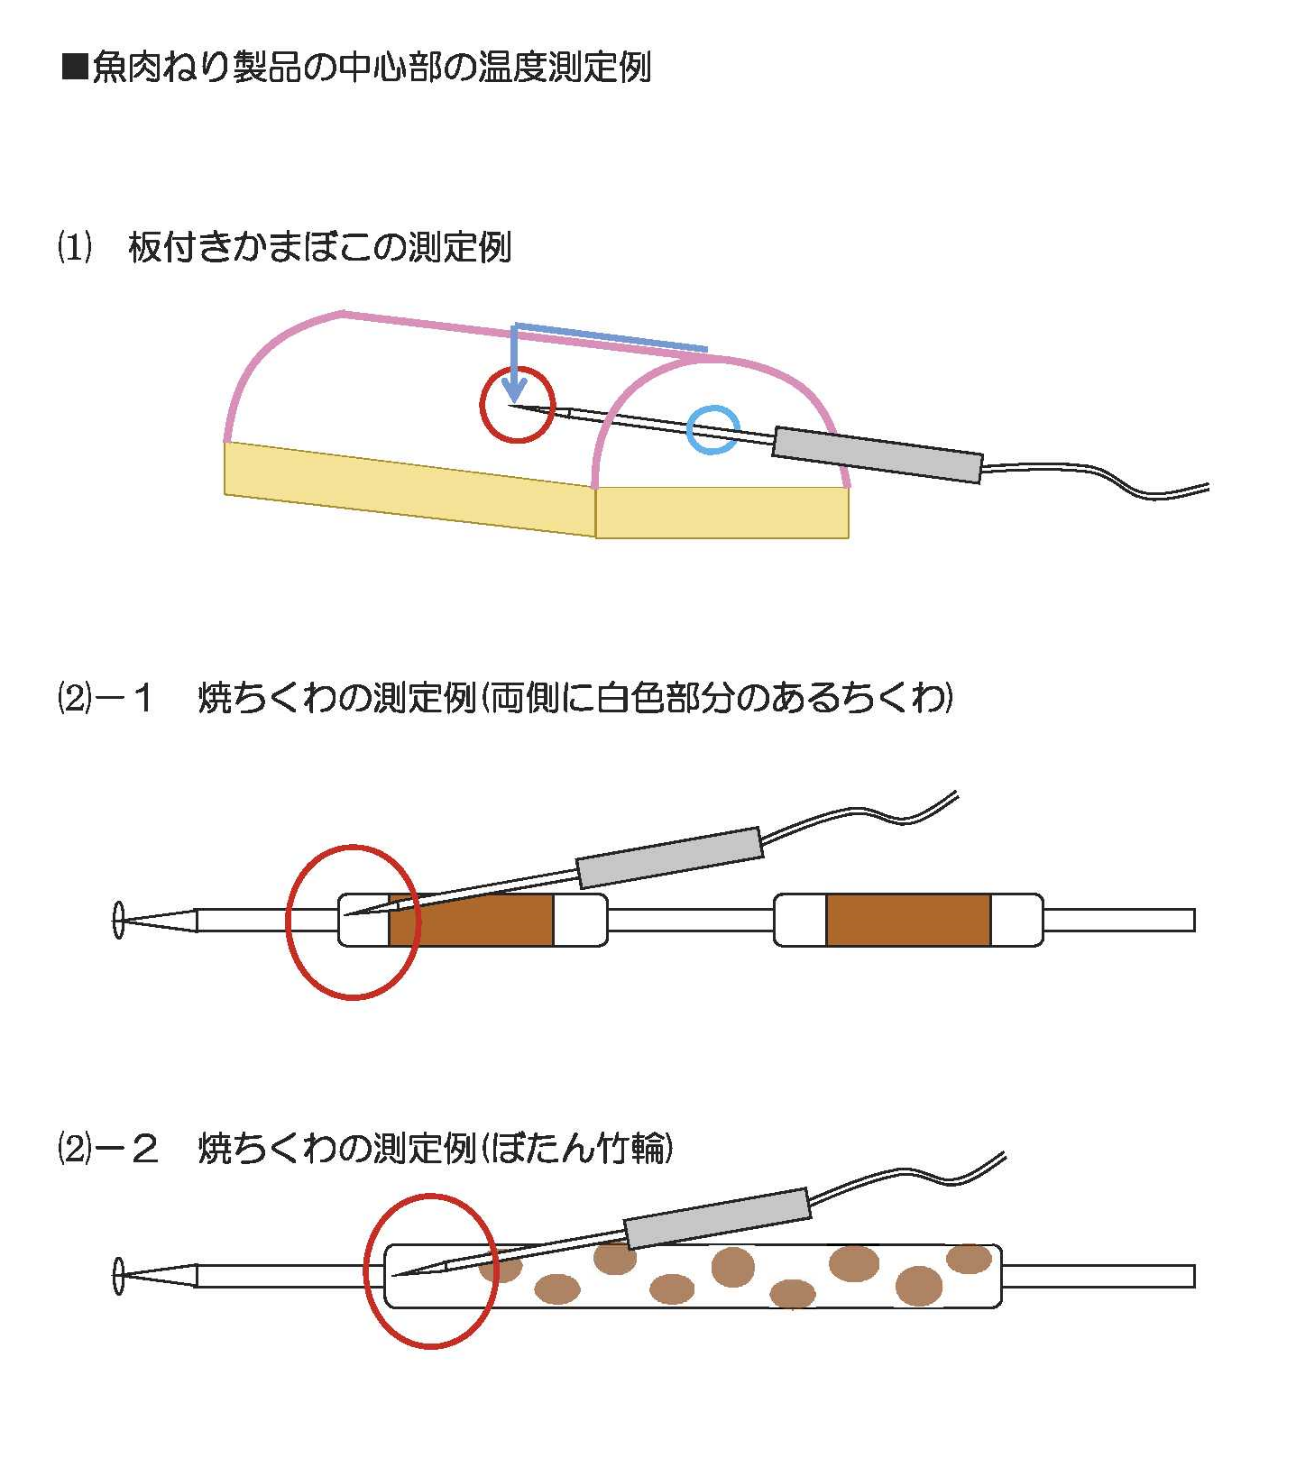 ■魚肉ねり製品の中心部の温度測定例
⑴　板付きかまぼこの測定例
⑵－１　焼ちくわの測定例(両側に白色部分のあるちくわ)
⑵－２　焼ちくわの測定例(ぼたん竹輪)